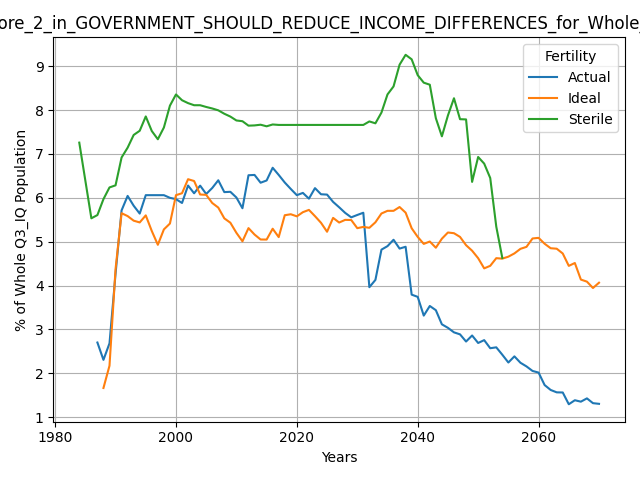 ore_2_in_GOVERNMENT_SHOULD_REDUCE_INCOME_DIFFERENCES_for_Whole_
Fertility
Actual
Ideal
Sterile
% of Whole Q3_IQ Population
9
8
7
6
5
4
3
2
1
1980 2000 2020 2040 2060
Years